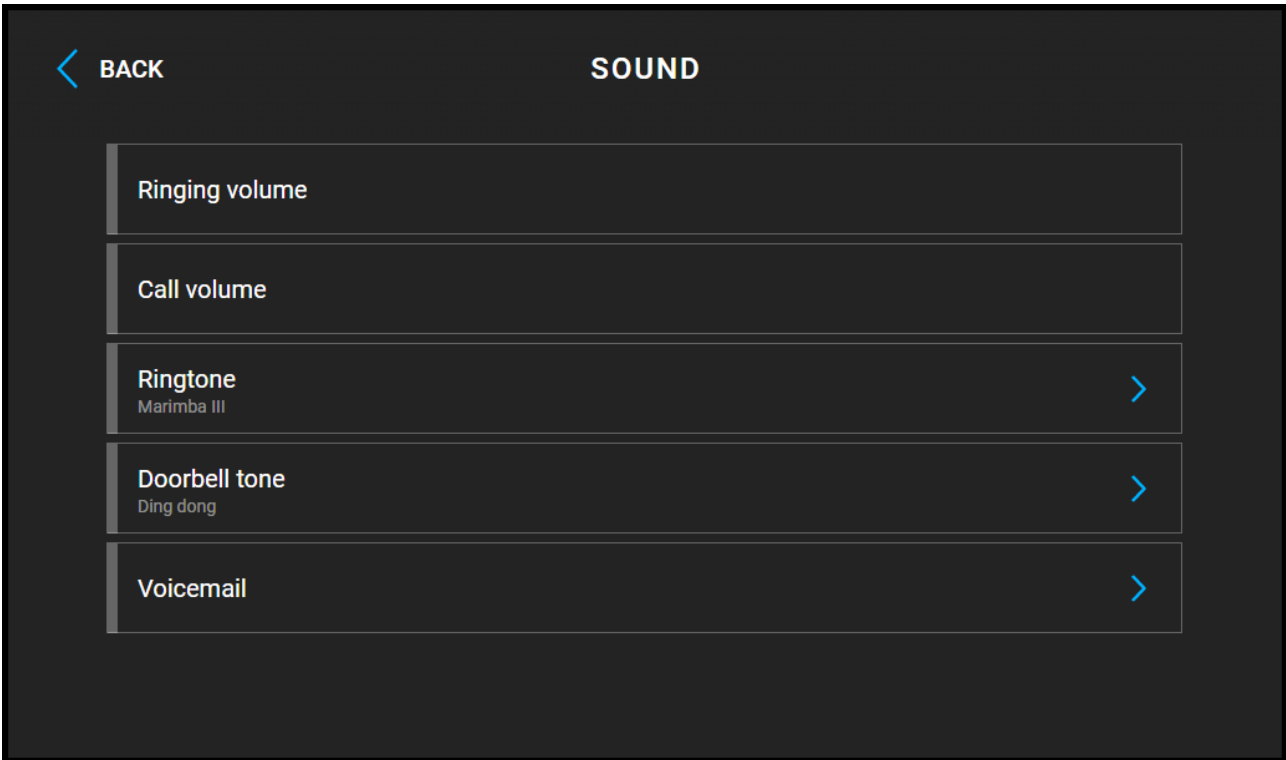 BACK
SOUND
Ringing volume
Call volume
Ringtone
Marimba III
Doorbell tone
Ding dong
Voicemail